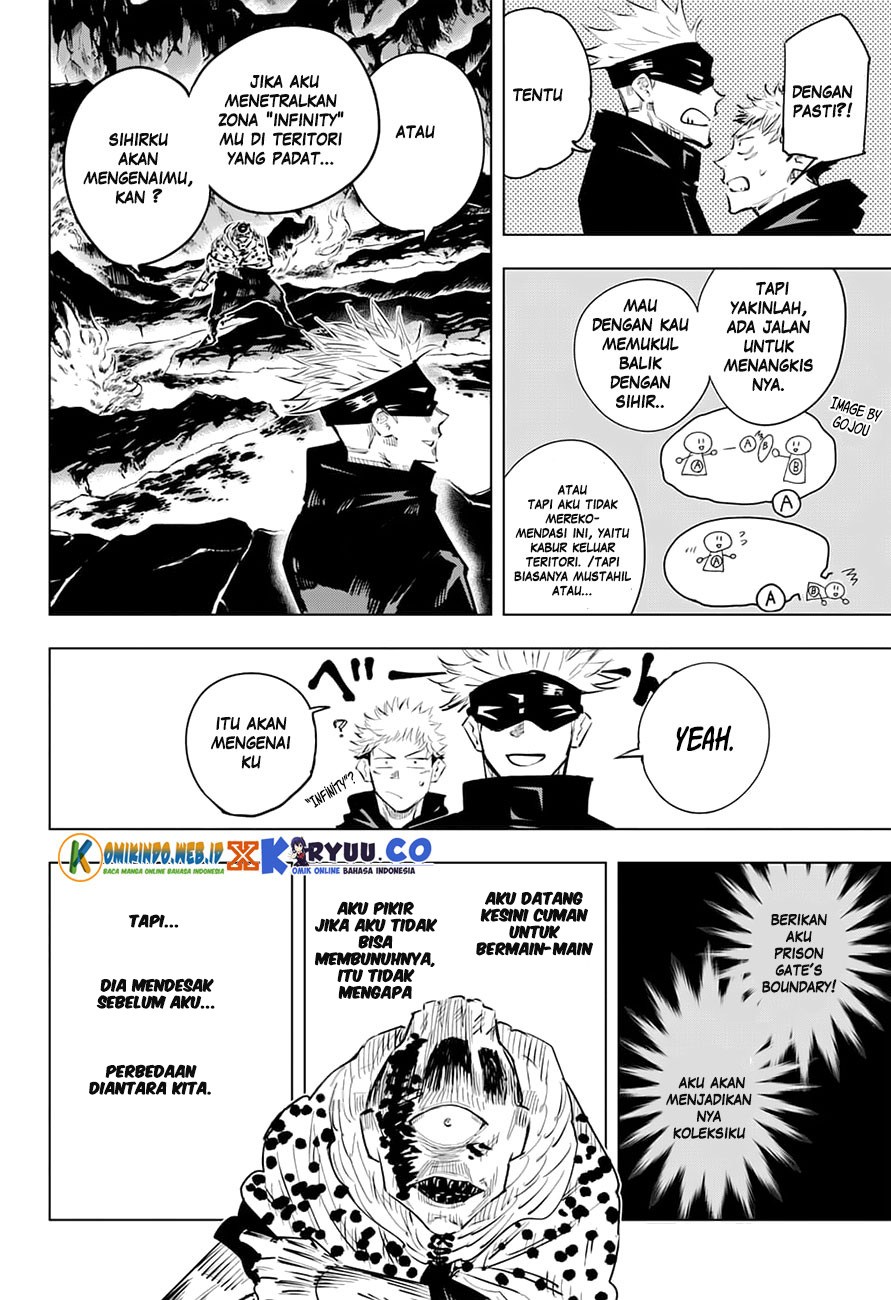 DENGAN
PASTI?!
TENTU
ATAU
JIKA AKU
MENETRALKAN
ZONA "INFINITY"
MU DI TERITORI
YANG PADAT...
SIHIRKU
AKAN
MENGENAIMU,
KAN ?
TAPI
YAKINLAH,
ADA JALAN
UNTUK
MENANGKIS
NYA.
MAU
DENGAN KAU
MEMUKUL
BALIK
DENGAN
SIHIR..
IMAGE BY
GOJOU
A
A
B
B
A
ATAU
TAPI AKU TIDAK
MEREKO-
MENDASI INI, YAITU
KABUR KELUAR
TERITORI. /TAPI
BIASANYA MUSTAHIL
ATAU...
A
A
B
YEAH.
べーん
?
"INFINITY"?
ITU AKAN
MENGENAI
KU
KOMIKINDO.WEB.ID X KIRYUU.CO
BACA MANGA ONLINE BAHASA INDONESIA
OMIK ONLINE BAHASA INDONESIA
BERIKAN
AKU
PRISON
GATE'S
BOUNDARY!
AKU AKAN
MENJADIKAN
NYA
KOLEKSIKU
AKU DATANG
KESINI CUMAN
UNTUK
BERMAIN-MAIN
AKU PIKIR
JIKA AKU TIDAK
BISA
MEMBUNUHNYA,
ITU TIDAK
MENGAPA
TAPI...
DIA MENDESAK
SEBELUM AKU...
PERBEDAAN
DIANTARA KITA.